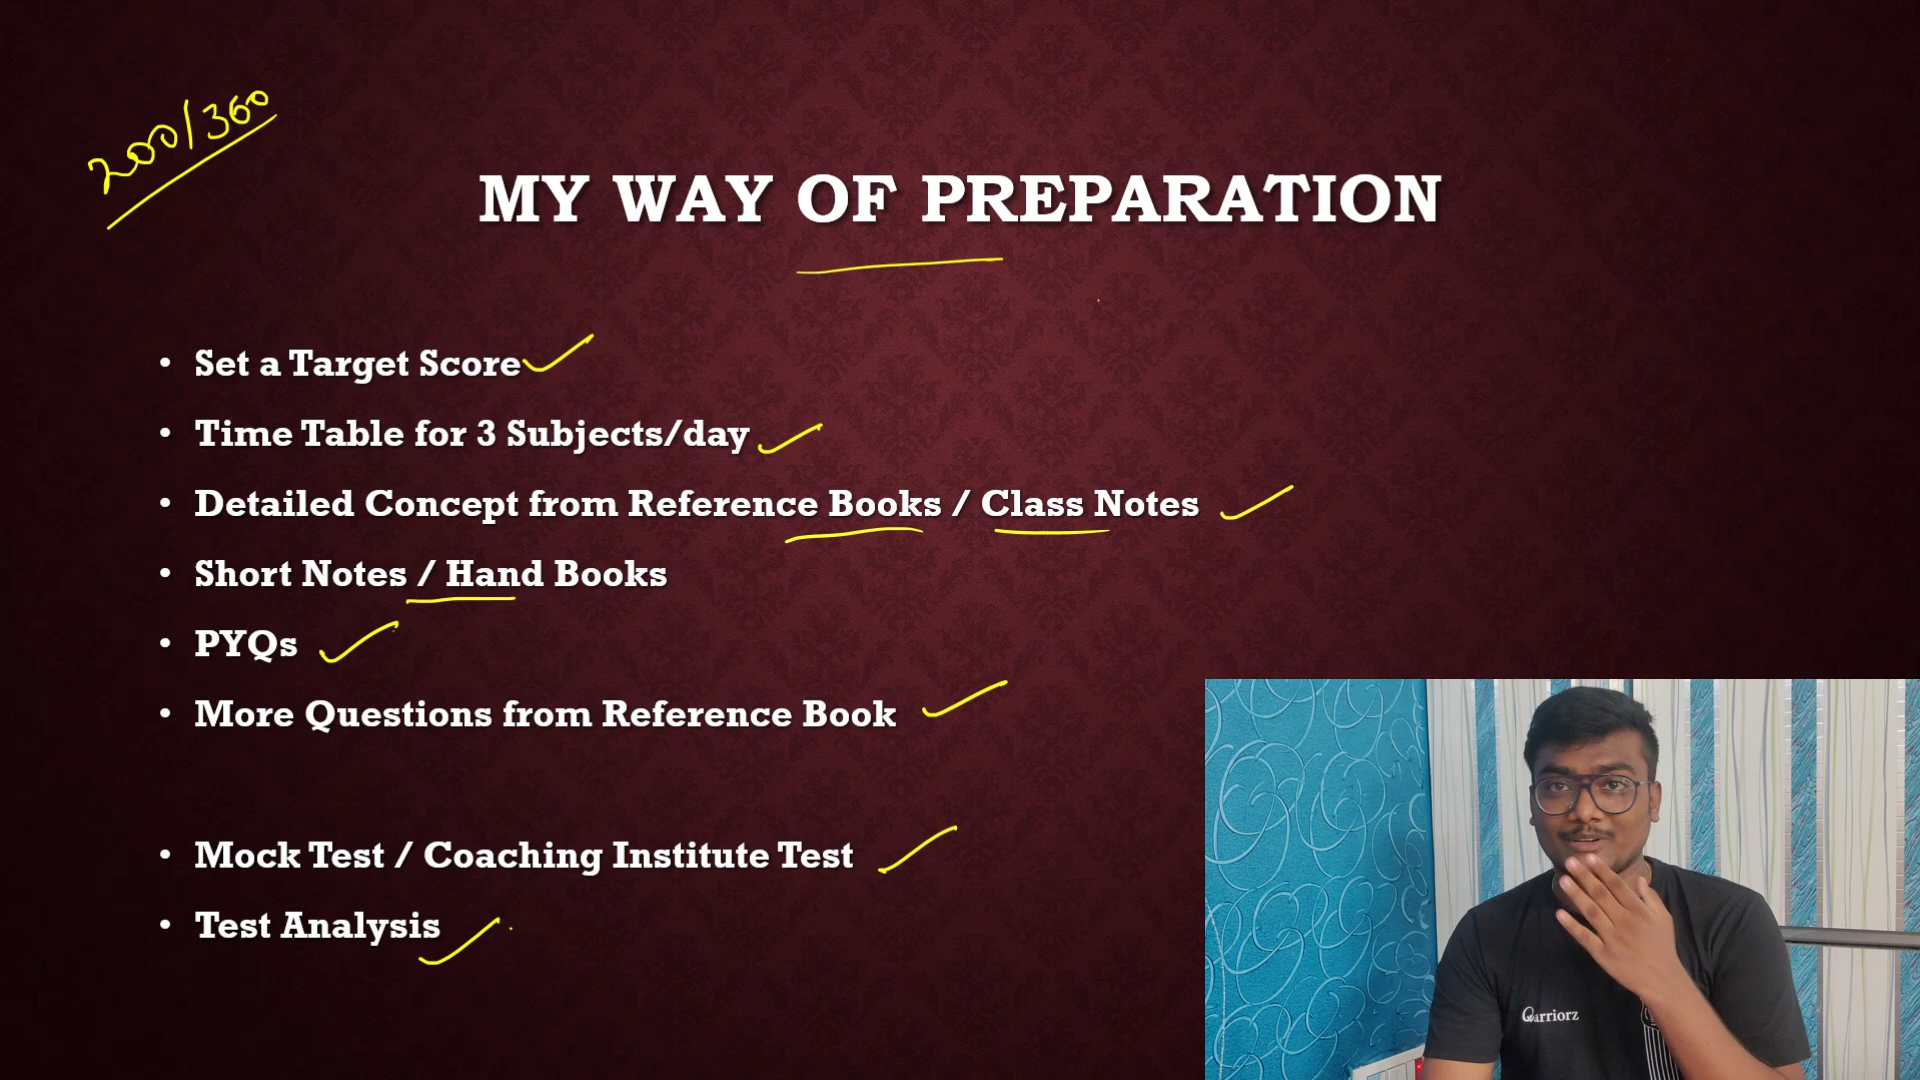 200/360
MY WAY OF PREPARATION
• Set a Target Score
• Time Table for 3 Subjects/day
• Detailed Concept from Reference Books / Class Notes
• Short Notes / Hand Books
• PYQs
• More Questions from Reference Book
• Mock Test / Coaching Institute Test
• Test Analysis
Qarriorz